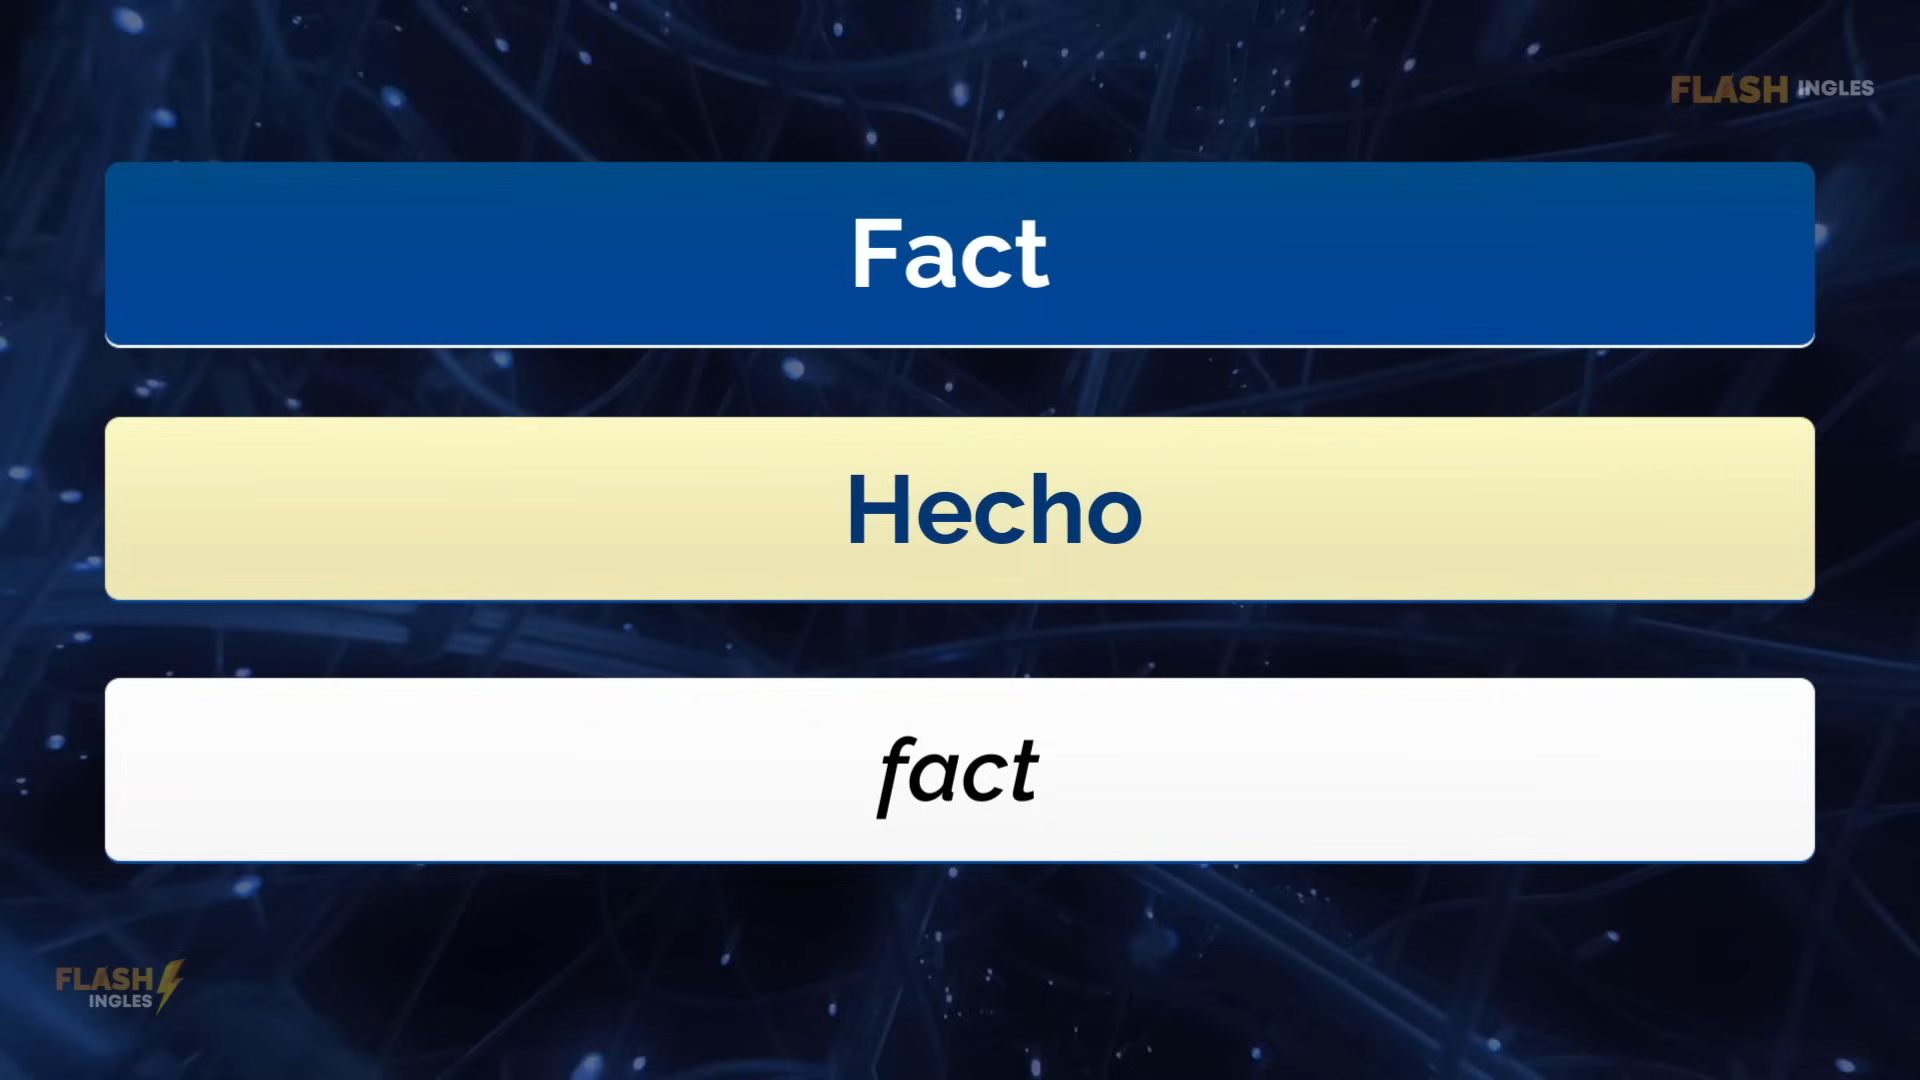 FLASH INGLES
Fact
Hecho
fact
FLASH
INGLES